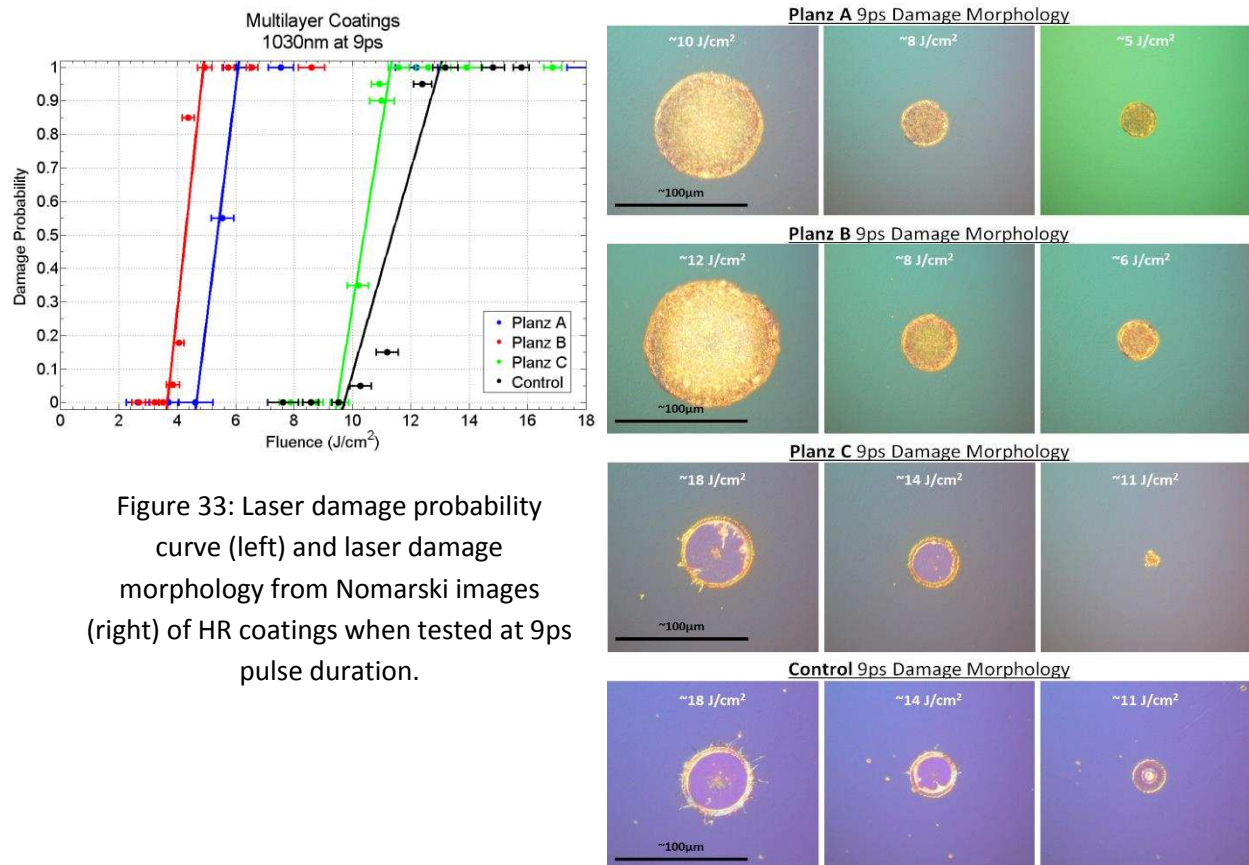 Multilayer Coatings
1030nm at 9ps
Damage Probability
1
0.9
0.8
0.7
0.6
0.5
0.4
0.3
0.2
0.1
0
0 2 4 6 8 10 12 14 16 18
Fluence (J/cm²)
Planz A
Planz B
Planz C
Control
Figure 33: Laser damage probability
curve (left) and laser damage
morphology from Nomarski images
(right) of HR coatings when tested at 9ps
pulse duration.
Planz A 9ps Damage Morphology
~10 J/cm² ~8 J/cm² ~5 J/cm²
~100µm
Planz B 9ps Damage Morphology
~12 J/cm² ~8 J/cm² ~6 J/cm²
~100µm
Planz C 9ps Damage Morphology
~18 J/cm² ~14 J/cm² ~11 J/cm²
~100µm
Control 9ps Damage Morphology
~18 J/cm² ~14 J/cm² ~11 J/cm²
~100µm